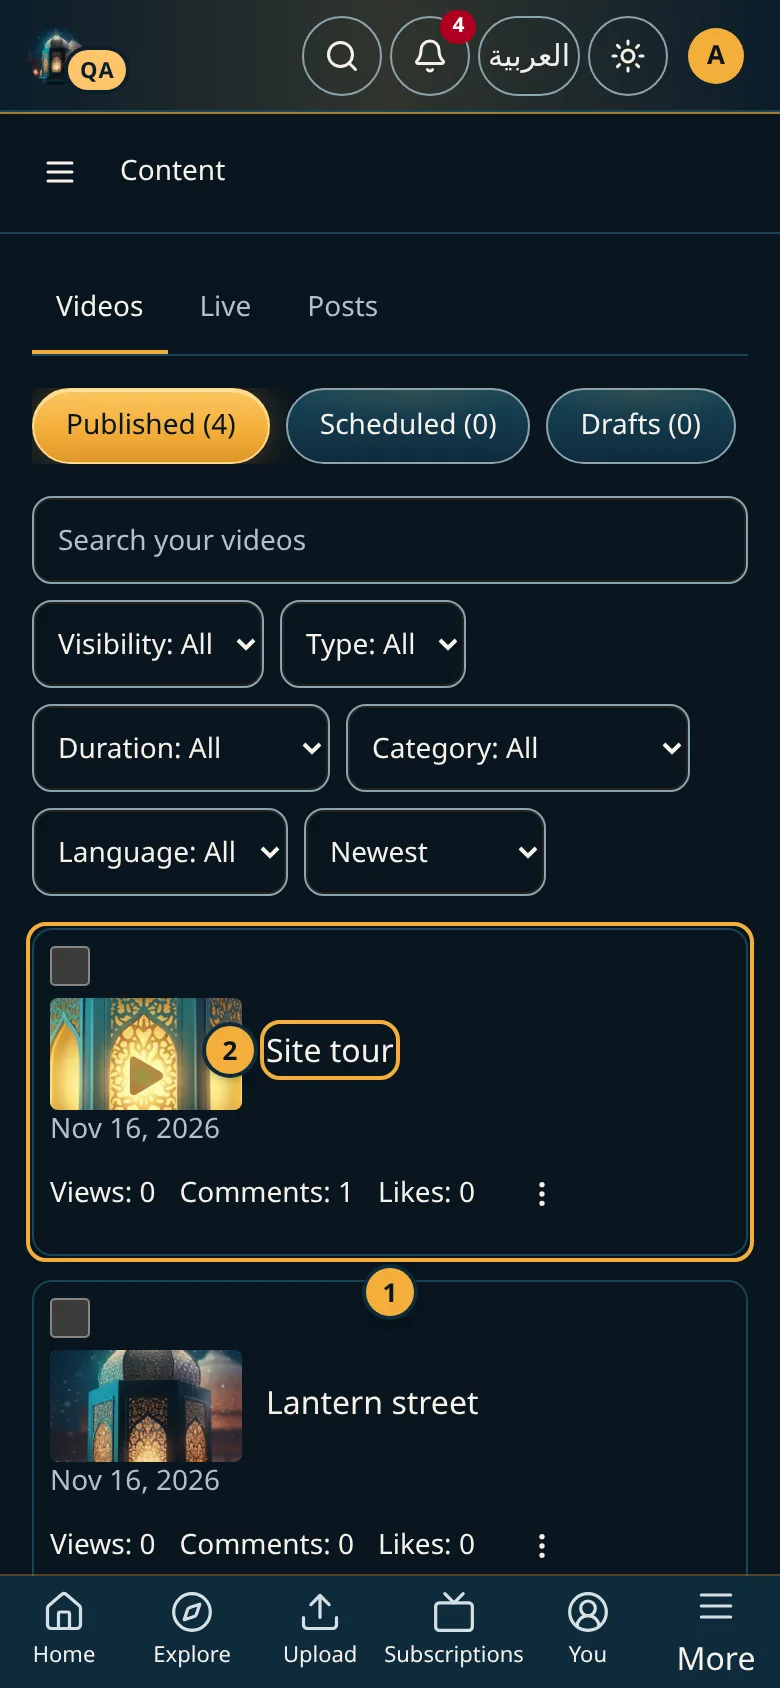 QA
4
العربية
A
Content
Videos Live Posts
Published (4) Scheduled (0) Drafts (0)
Search your videos
Visibility: All Type: All
Duration: All Category: All
Language: All Newest
2 Site tour
Nov 16, 2026
Views: 0 Comments: 1 Likes: 0
1
Lantern street
Nov 16, 2026
Views: 0 Comments: 0 Likes: 0
Home Explore Upload Subscriptions You More